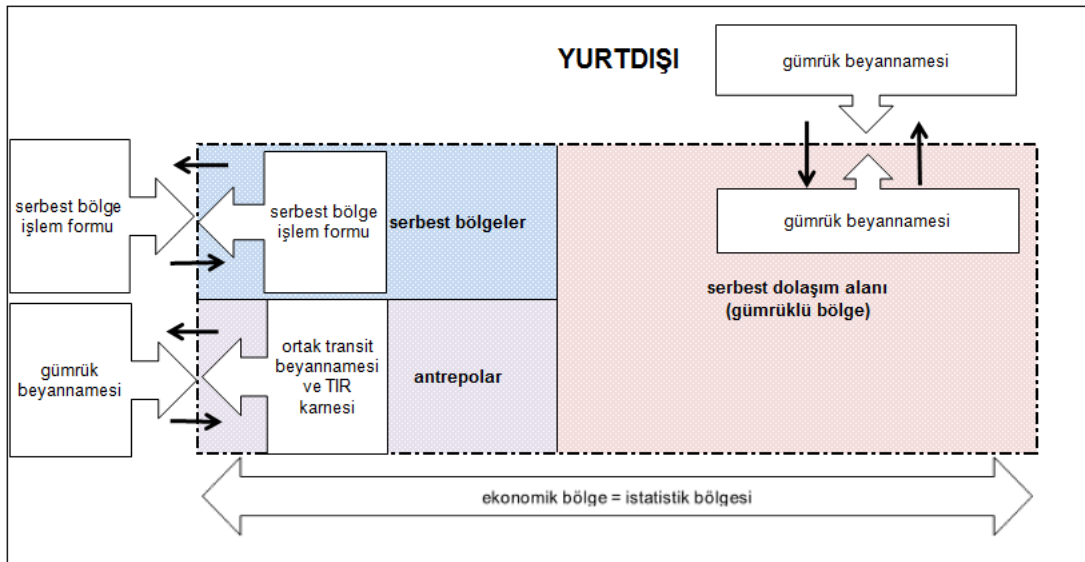 YURTDIŞI
gümrük beyannamesi
serbest bölge
işlem formu
serbest bölge
işlem formu
serbest bölgeler
gümrük beyannamesi
serbest dolaşım alanı
(gümrüklü bölge)
gümrük
beyannamesi
ortak transit
beyannamesi
ve TIR
karnesi
antrepolar
ekonomik bölge = istatistik bölgesi